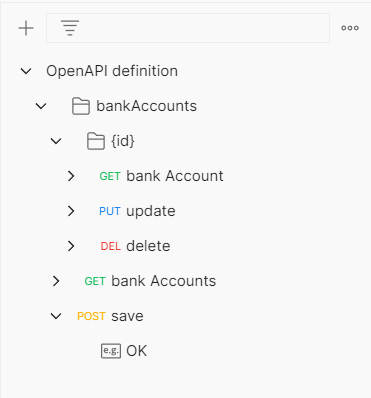 OpenAPI definition
bankAccounts
{id}
GET bank Account
PUT update
DEL delete
GET bank Accounts
POST save
e.g. OK